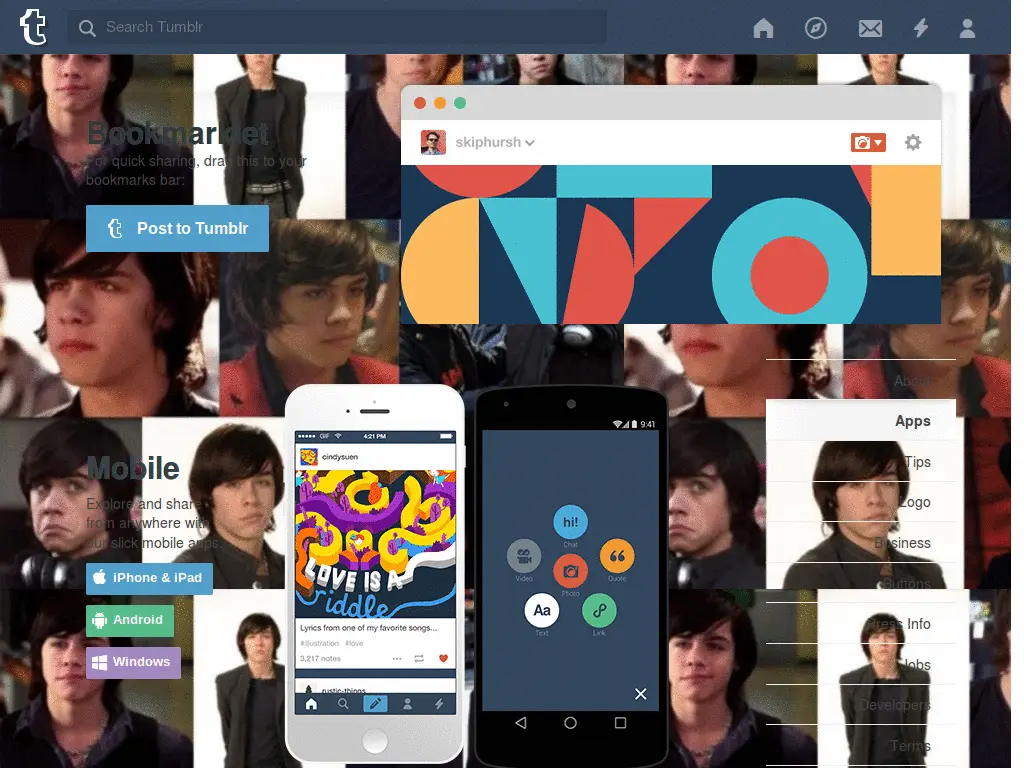 Search Tumblr
Bookmarklet
For quick sharing, drag this to your
bookmarks bar:
Post to Tumblr
skiphursh
Mobile
Explore and share
from anywhere with
our slick mobile apps.
iPhone & iPad
Android
Windows
GIF
4:21 PM
cindysuen
LOVE IS A
riddle
Lyrics from one of my favorite songs...
#illustration #love
3,217 notes
rustic-things
9:41
hi!
Chat
Video
Photo
Quote
Aa
Text
Link
About
Apps
Tips
Logo
Business
Buttons
Press Info
Jobs
Developers
Terms